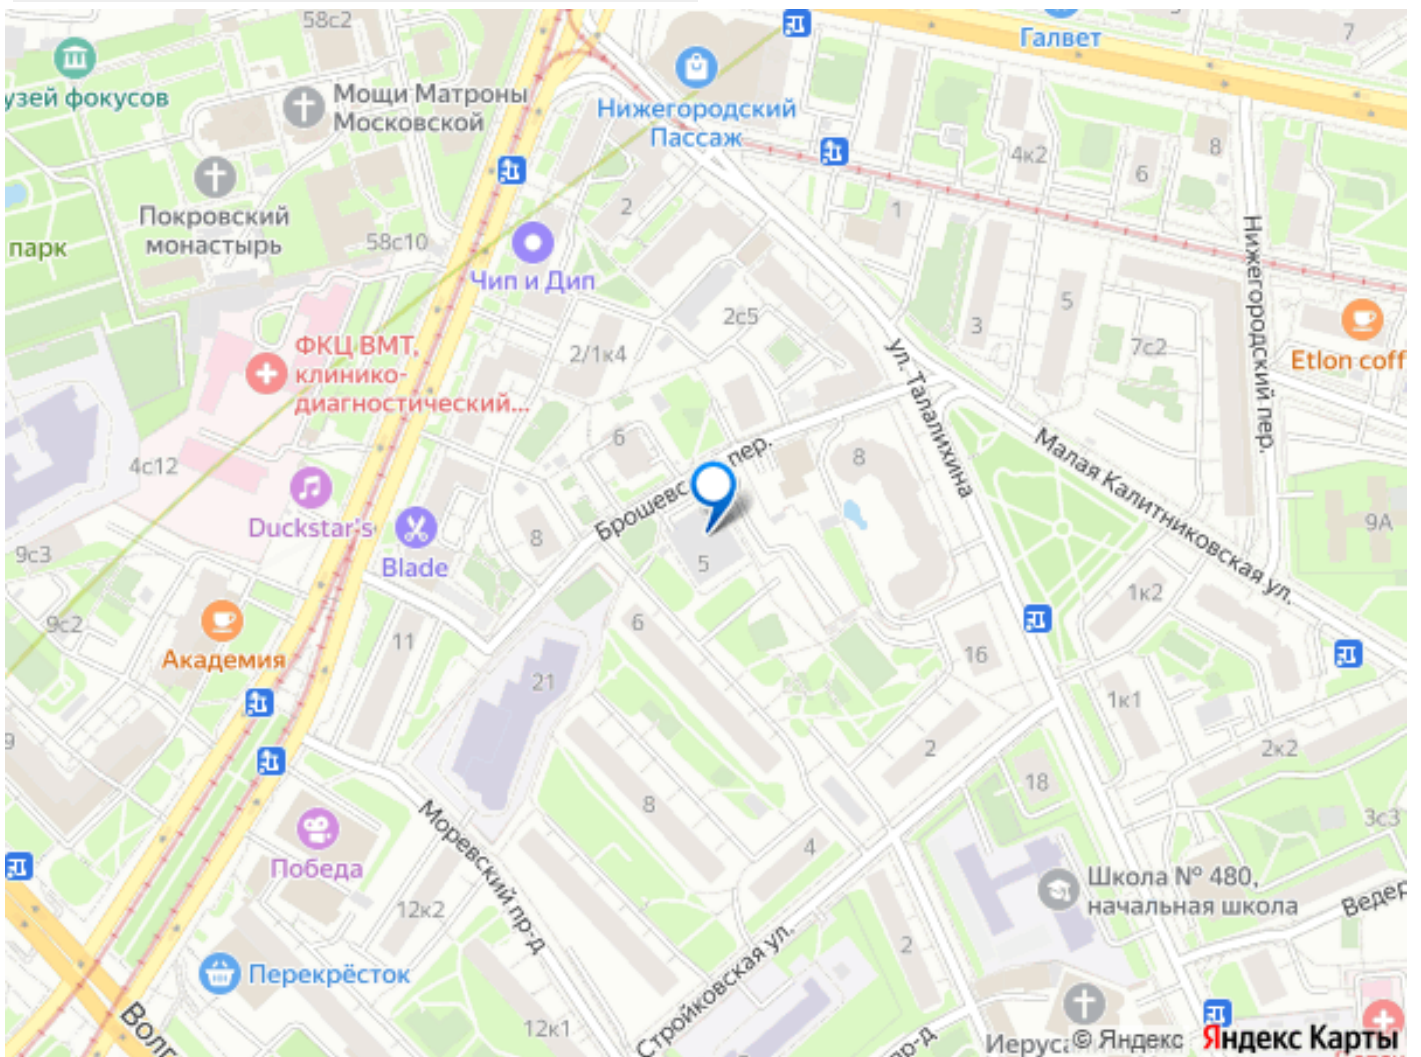 58с2
7
Галвет
узей фокусов
Мощи Матроны
Московской
Нижегородский
Пассаж
4к2
8
6
Покровский
монастырь
парк
58с10
2
1
Чип и Дип
5
2с5
3
ул. Талалихина
7с2
Нижегородский пер.
Etlon coff
ФКЦ ВМТ,
клинико-
диагностический...
2/1к4
6
8
4с12
пер.
Брошевс
Малая Калитниковская ул.
Duckstar's
9А
8
5
9с3
Blade
1к2
9с2
11
6
Академия
16
21
1к1
9
2
2к2
18
8
3с3
Моревский пр-д
Победа
4
Школа № 480,
начальная школа
Ведер
12к2
2
Перекрёсток
Стройковская ул.
Волг
12к1
пр-д
Иерус
© Яндекс
Яндекс Карты